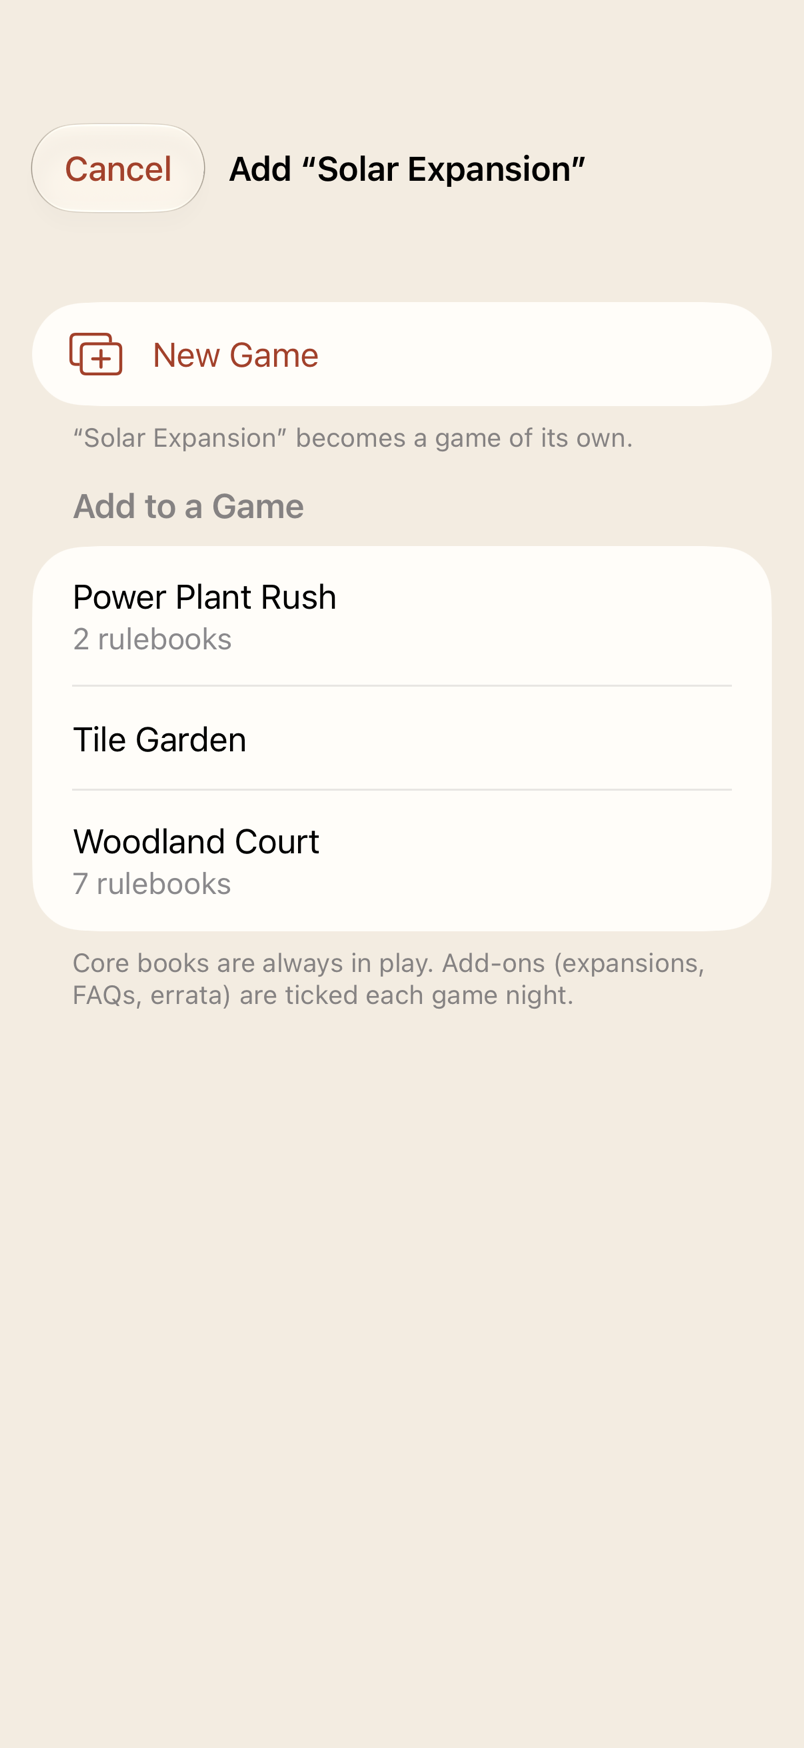 Cancel
Add “Solar Expansion”
New Game
“Solar Expansion” becomes a game of its own.
Add to a Game
Power Plant Rush
2 rulebooks
Tile Garden
Woodland Court
7 rulebooks
Core books are always in play. Add-ons (expansions,
FAQs, errata) are ticked each game night.